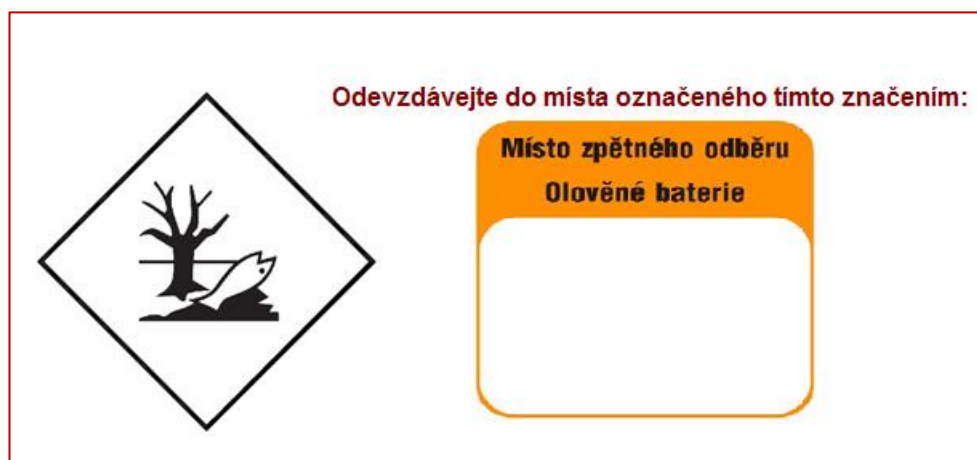 Odevzdávejte do místa označeného tímto značením:
Místo zpětného odběru
Olověné baterie